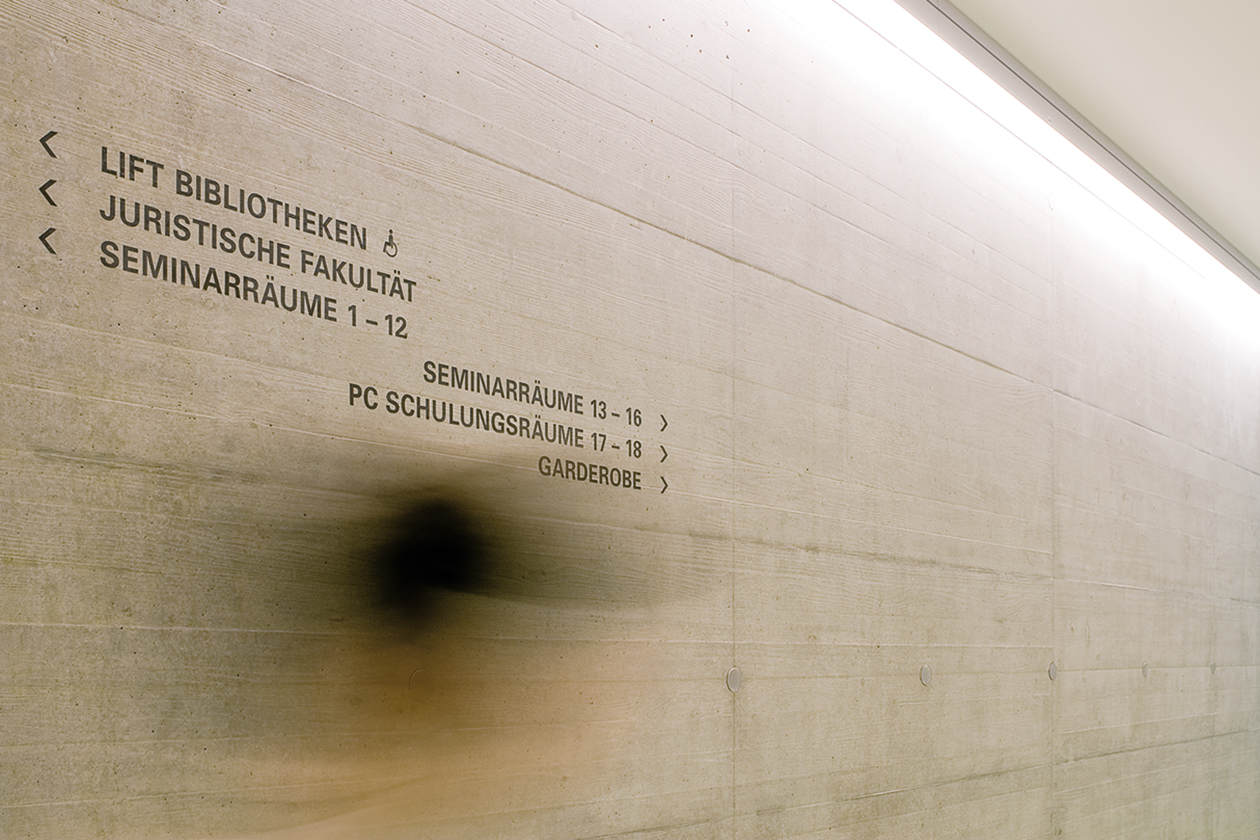 LIFT BIBLIOTHEKEN
JURISTISCHE FAKULTÄT
SEMINARRÄUME 1 – 12
SEMINARRÄUME 13 – 16
PC SCHULUNGSRÄUME 17 – 18
GARDEROBE